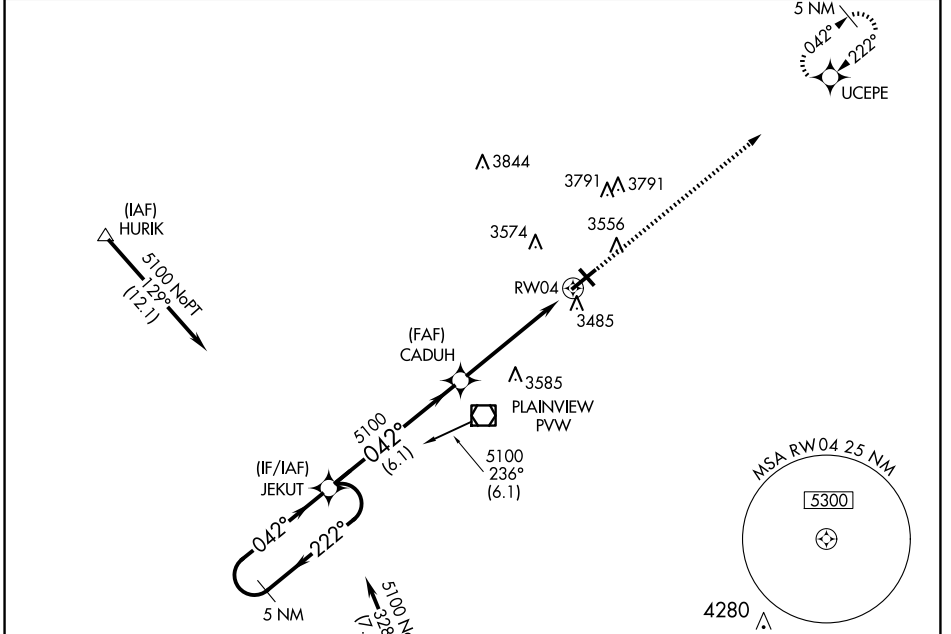 5 NM
042°
222°
UCEPE
3844
3791
3791
3574
3556
(IAF)
HURIK
5100 NoPT
129°
(12.1)
RW04
3485
(FAF)
CADUH
3585
PLAINVIEW
PVW
5100
042°
(6.1)
5100
236°
(6.1)
(IF/IAF)
JEKUT
042°
222°
5 NM
5100
328
MSA RW04 25 NM
5300
4280